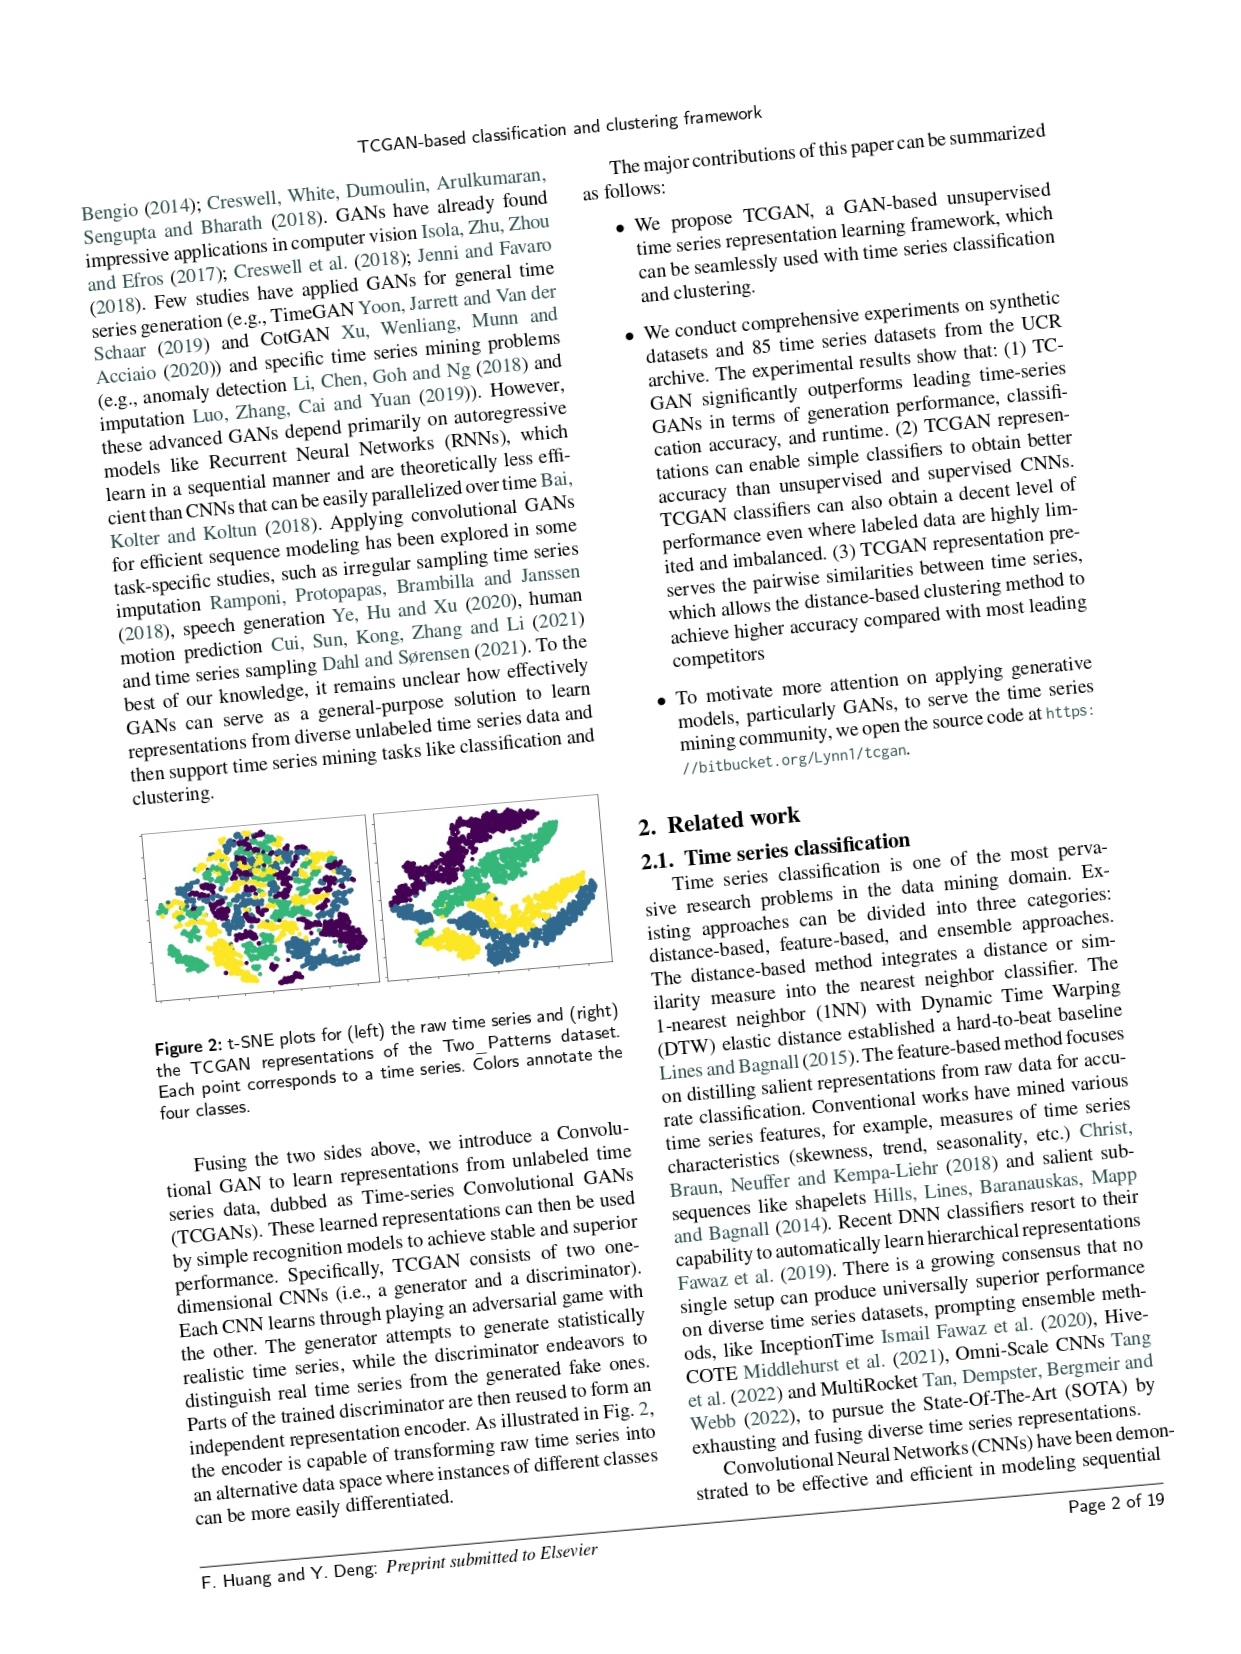 TCGAN-based classification and clustering framework
Bengio (2014); Creswell, White, Dumoulin, Arulkumaran,
Sengupta and Bharath (2018). GANs have already found
impressive applications in computer vision Isola, Zhu, Zhou
and Efros (2017); Creswell et al. (2018); Jenni and Favaro
(2018). Few studies have applied GANs for general time
series generation (e.g., TimeGAN Yoon, Jarrett and Van der
Schaar (2019) and CotGAN Xu, Wenliang, Munn and
Acciaio (2020)) and specific time series mining problems
(e.g., anomaly detection Li, Chen, Goh and Ng (2018) and
imputation Luo, Zhang, Cai and Yuan (2019)). However,
these advanced GANs depend primarily on autoregressive
models like Recurrent Neural Networks (RNNs), which
learn in a sequential manner and are theoretically less effi-
cient than CNNs that can be easily parallelized over time Bai,
Kolter and Koltun (2018). Applying convolutional GANs
for efficient sequence modeling has been explored in some
task-specific studies, such as irregular sampling time series
imputation Ramponi, Protopapas, Brambilla and Janssen
(2018), speech generation Ye, Hu and Xu (2020), human
motion prediction Cui, Sun, Kong, Zhang and Li (2021)
and time series sampling Dahl and Sørensen (2021). To the
best of our knowledge, it remains unclear how effectively
GANs can serve as a general-purpose solution to learn
representations from diverse unlabeled time series data and
then support time series mining tasks like classification and
clustering.
Figure 2: t-SNE plots for (left) the raw time series and (right)
the TCGAN representations of the Two_Patterns dataset.
Each point corresponds to a time series. Colors annotate the
four classes.
Fusing the two sides above, we introduce a Convolu-
tional GAN to learn representations from unlabeled time
series data, dubbed as Time-series Convolutional GANs
(TCGANs). These learned representations can then be used
by simple recognition models to achieve stable and superior
performance. Specifically, TCGAN consists of two one-
dimensional CNNs (i.e., a generator and a discriminator).
Each CNN learns through playing an adversarial game with
the other. The generator attempts to generate statistically
realistic time series, while the discriminator endeavors to
distinguish real time series from the generated fake ones.
Parts of the trained discriminator are then reused to form an
independent representation encoder. As illustrated in Fig. 2,
the encoder is capable of transforming raw time series into
an alternative data space where instances of different classes
can be more easily differentiated.
The major contributions of this paper can be summarized
as follows:
• We propose TCGAN, a GAN-based unsupervised
time series representation learning framework, which
can be seamlessly used with time series classification
and clustering.
• We conduct comprehensive experiments on synthetic
datasets and 85 time series datasets from the UCR
archive. The experimental results show that: (1) TC-
GAN significantly outperforms leading time-series
GANs in terms of generation performance, classifi-
cation accuracy, and runtime. (2) TCGAN represen-
tations can enable simple classifiers to obtain better
accuracy than unsupervised and supervised CNNs.
TCGAN classifiers can also obtain a decent level of
performance even where labeled data are highly lim-
ited and imbalanced. (3) TCGAN representation pre-
serves the pairwise similarities between time series,
which allows the distance-based clustering method to
achieve higher accuracy compared with most leading
competitors
• To motivate more attention on applying generative
models, particularly GANs, to serve the time series
mining community, we open the source code at https:
//bitbucket.org/Lynn1/tcgan.
2. Related work
2.1. Time series classification
Time series classification is one of the most perva-
sive research problems in the data mining domain. Ex-
isting approaches can be divided into three categories:
distance-based, feature-based, and ensemble approaches.
The distance-based method integrates a distance or sim-
ilarity measure into the nearest neighbor classifier. The
1-nearest neighbor (1NN) with Dynamic Time Warping
(DTW) elastic distance established a hard-to-beat baseline
Lines and Bagnall (2015). The feature-based method focuses
on distilling salient representations from raw data for accu-
rate classification. Conventional works have mined various
time series features, for example, measures of time series
characteristics (skewness, trend, seasonality, etc.) Christ,
Braun, Neuffer and Kempa-Liehr (2018) and salient sub-
sequences like shapelets Hills, Lines, Baranauskas, Mapp
and Bagnall (2014). Recent DNN classifiers resort to their
capability to automatically learn hierarchical representations
Fawaz et al. (2019). There is a growing consensus that no
single setup can produce universally superior performance
on diverse time series datasets, prompting ensemble meth-
ods, like InceptionTime Ismail Fawaz et al. (2020), Hive-
COTE Middlehurst et al. (2021), Omni-Scale CNNs Tang
et al. (2022) and MultiRocket Tan, Dempster, Bergmeir and
Webb (2022), to pursue the State-Of-The-Art (SOTA) by
exhausting and fusing diverse time series representations.
Convolutional Neural Networks (CNNs) have been demon-
strated to be effective and efficient in modeling sequential
F. Huang and Y. Deng: Preprint submitted to Elsevier
Page 2 of 19